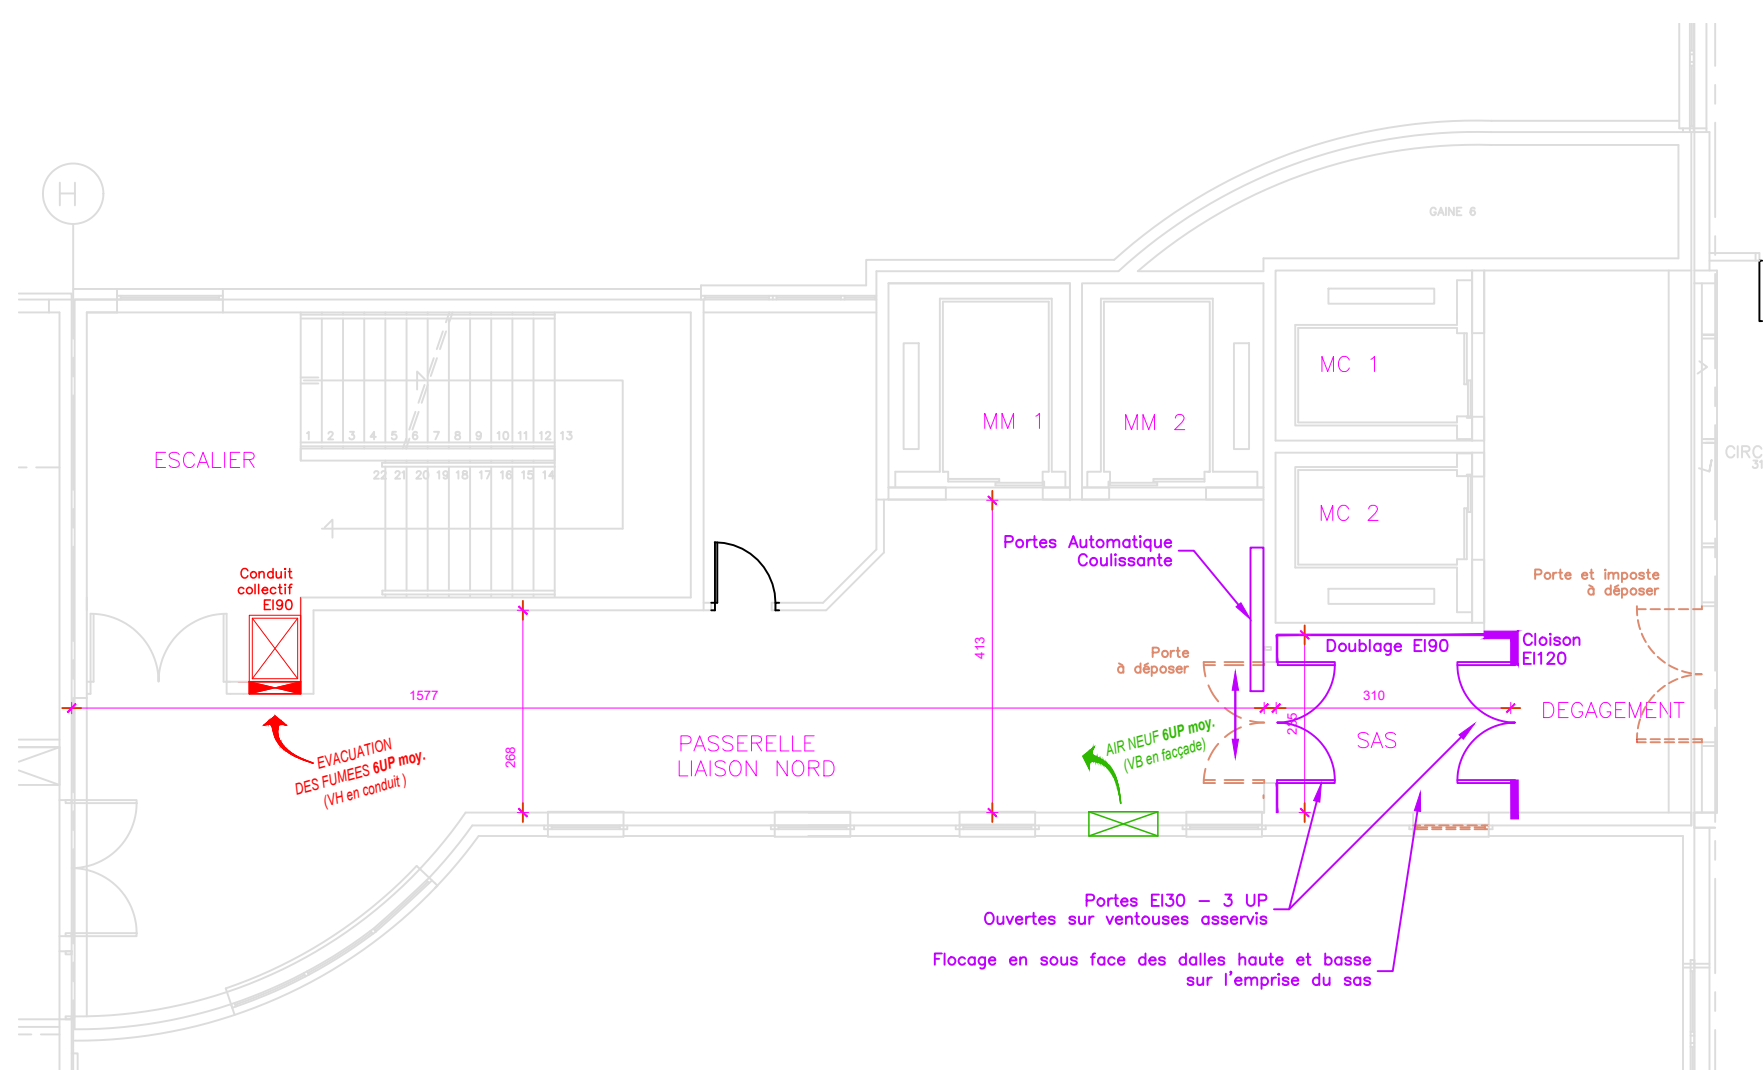 H
GAINE 6
MC 1
MM 1
MM 2
1 2 3 4 5 6 7 8 9 10 11 12 13
ESCALIER
22 21 20 19 18 17 16 15 14
CIRC
31
MC 2
Portes Automatique
Coulissante
Conduit
collectif
EI90
Porte et imposte
à déposer
413
Doublage EI90
Cloison
EI120
Porte
à déposer
1577
310
DEGAGEMENT
268
PASSERELLE
LIAISON NORD
SAS
AIR NEUF 6UP moy.
(VB en façcade)
EVACUATION
DES FUMEES 6UP moy.
(VH en conduit )
Portes EI30 – 3 UP
Ouvertes sur ventouses asservis
Flocage en sous face des dalles haute et basse
sur l'emprise du sas